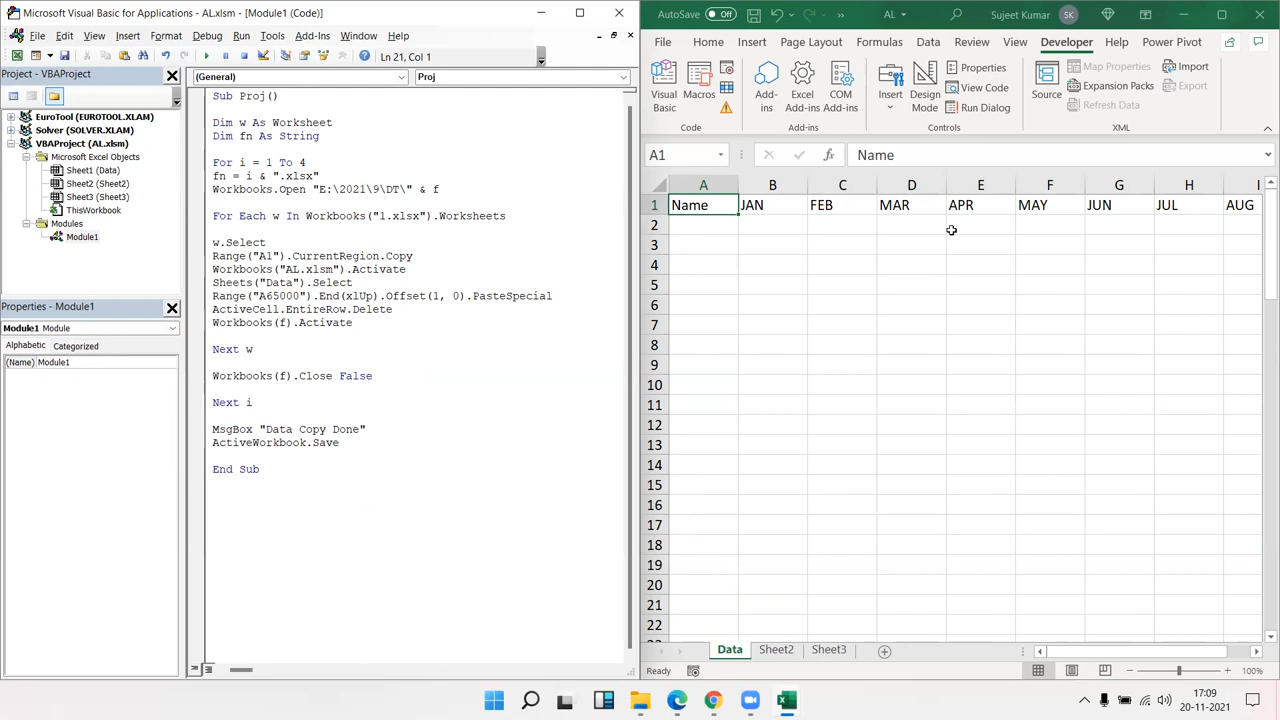 Microsoft Visual Basic for Applications - AL.xlsm - [Module1 (Code)]
File Edit View Insert Format Debug Run Tools Add-Ins Window Help
Ln 21, Col 1
Project - VBAProject
EuroTool (EUROTOOL.XLAM)
Solver (SOLVER.XLAM)
VBAProject (AL.xlsm)
Microsoft Excel Objects
Sheet1 (Data)
Sheet2 (Sheet2)
Sheet3 (Sheet3)
ThisWorkbook
Modules
Module1
Properties - Module1
Module1 Module
Alphabetic Categorized
(Name) Module1
(General) Proj
Sub Proj()
Dim w As Worksheet
Dim fn As String
For i = 1 To 4
fn = i & ".xlsx"
Workbooks.Open "E:\2021\9\DT\" & f
For Each w In Workbooks("1.xlsx").Worksheets
w.Select
Range("A1").CurrentRegion.Copy
Workbooks("AL.xlsm").Activate
Sheets("Data").Select
Range("A65000").End(xlUp).Offset(1, 0).PasteSpecial
ActiveCell.EntireRow.Delete
Workbooks(f).Activate
Next w
Workbooks(f).Close False
Next i
MsgBox "Data Copy Done"
ActiveWorkbook.Save
End Sub
AutoSave Off AL Sujeet Kumar SK
File Home Insert Page Layout Formulas Data Review View Developer Help Power Pivot
Visual Basic
Macros
Code
Add-ins
Excel Add-ins
COM Add-ins
Add-ins
Insert
Design Mode
Properties
View Code
Run Dialog
Controls
Source
Map Properties
Expansion Packs
Refresh Data
Import
Export
XML
A1 fx Name
A B C D E F G H I
1 Name JAN FEB MAR APR MAY JUN JUL AUG
2
3
4
5
6
7
8
9
10
11
12
13
14
15
16
17
18
19
20
21
22
Data Sheet2 Sheet3
Ready 100%
17:09
20-11-2021